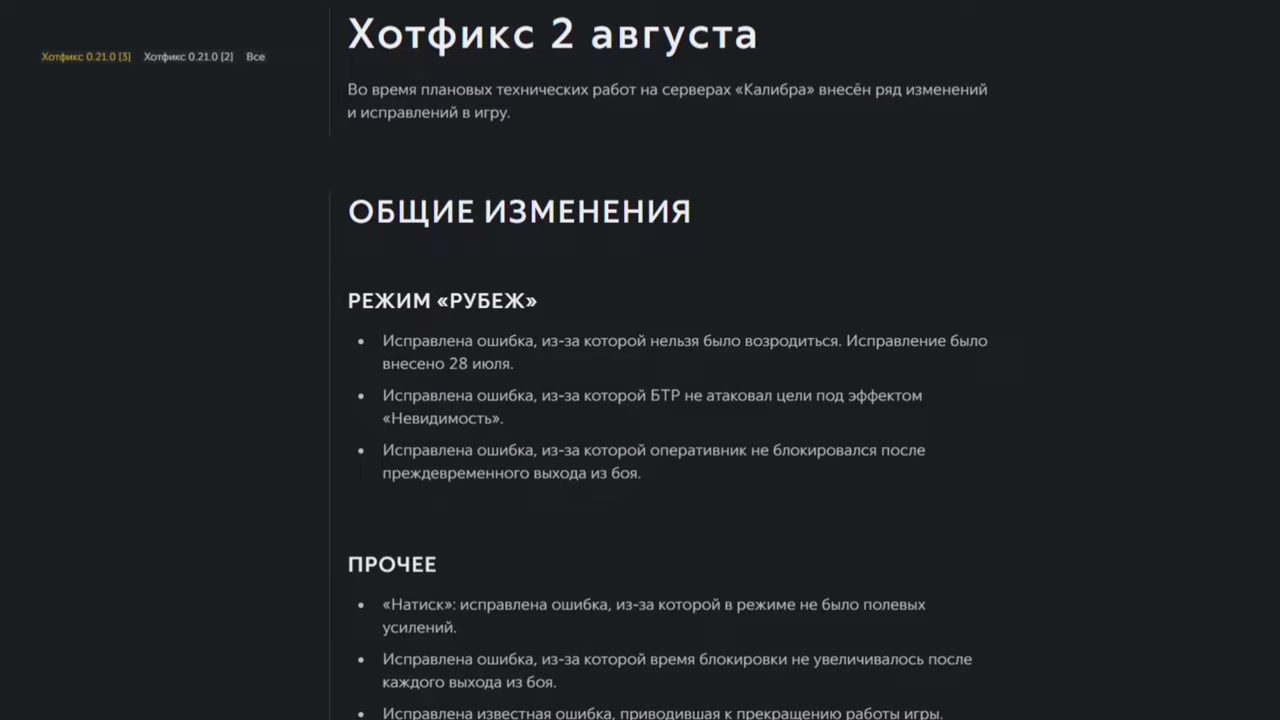 Хотфикс 0.21.0 [3] Хотфикс 0.21.0 [2] Все
Хотфикс 2 августа
Во время плановых технических работ на серверах «Калибра» внесён ряд изменений
и исправлений в игру.
ОБЩИЕ ИЗМЕНЕНИЯ
РЕЖИМ «РУБЕЖ»
• Исправлена ошибка, из-за которой нельзя было возродиться. Исправление было
внесено 28 июля.
• Исправлена ошибка, из-за которой БТР не атаковал цели под эффектом
«Невидимость».
• Исправлена ошибка, из-за которой оперативник не блокировался после
преждевременного выхода из боя.
ПРОЧЕЕ
• «Натиск»: исправлена ошибка, из-за которой в режиме не было полевых
усилений.
• Исправлена ошибка, из-за которой время блокировки не увеличивалось после
каждого выхода из боя.
• Исправлена известная ошибка, приводившая к прекращению работы игры.